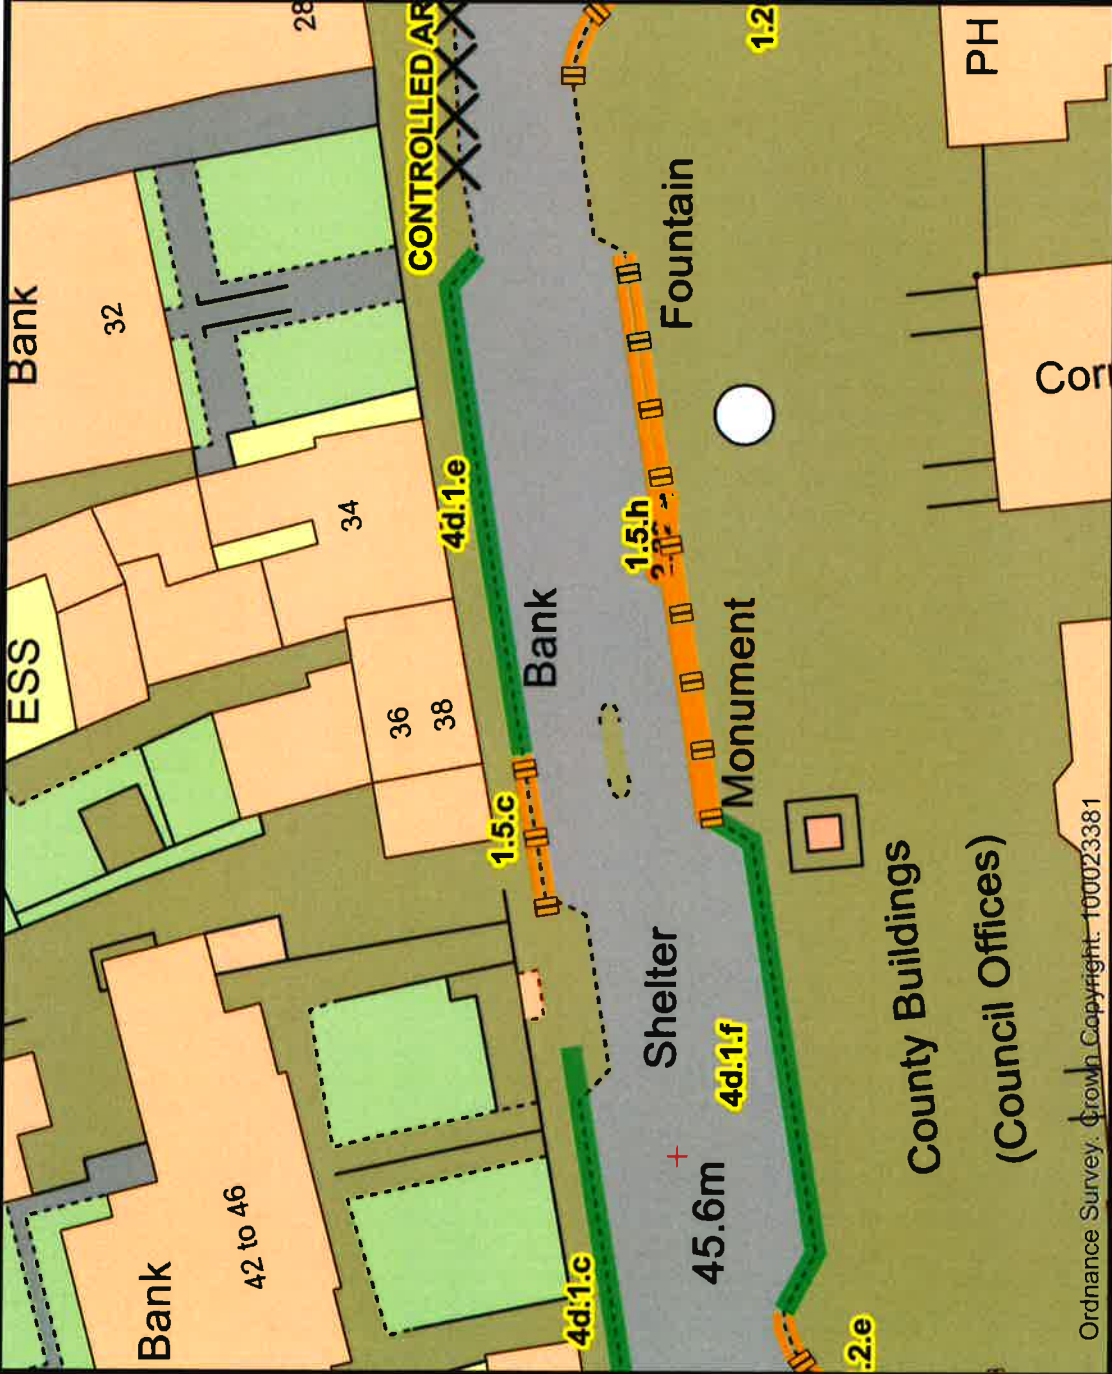 28
CONTROLLED AR
1.2
PH
Bank
32
Fountain
Corr
4d.1.e
34
1.5.h
ESS
Bank
36
38
Monument
1.5.c
County Buildings
(Council Offices)
Shelter
4d.1.f
45.6m
42 to 46
Bank
4d.1.c
.2.e
Ordnance Survey. Crown Copyright. 100023381